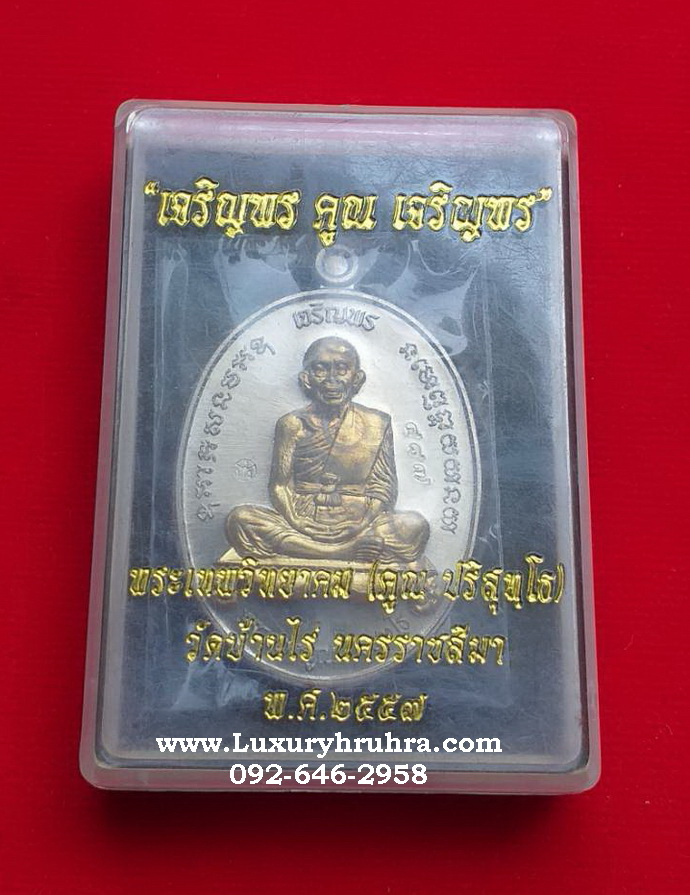 "เจริญพร คูณ เจริญพร"
เจริญพร
๔๘๗
พระเทพวิทยาคม (คูณ ปริสุทฺโธ)
วัดบ้านไร่ นครราชสีมา
พ.ศ.๒๕๕๗
www.Luxuryhruhra.com
092-646-2958